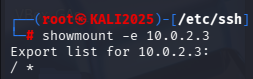 ┌──(root㉿KALI2025)-[/etc/ssh]
└─# showmount -e 10.0.2.3
Export list for 10.0.2.3:
/ *